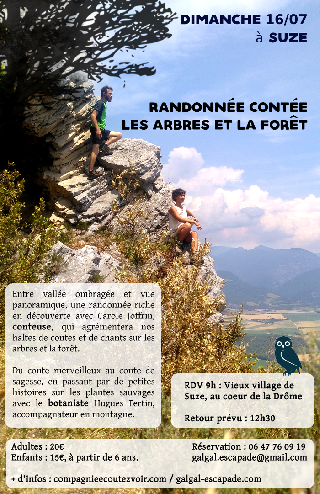 DIMANCHE 16/07
à SUZE
RANDONNÉE CONTÉE
LES ARBRES ET LA FORÊT
Entre vallée ombragée et vue
panoramique, une randonnée riche
en découverte avec Carole Joffrin,
conteuse, qui agrémentera nos
haltes de contes et de chants sur les
arbres et la forêt.
Du conte merveilleux au conte de
sagesse, en passant par de petites
histoires sur les plantes sauvages
avec le botaniste Hugues Tertin,
accompagnateur en montagne.
RDV 9h : Vieux village de
Suze, au coeur de la Drôme
Retour prévu : 12h30
Adultes : 20€
Enfants : 15€, à partir de 6 ans.
Réservation : 06 47 76 09 19
galgal.escapade@gmail.com
+ d'infos : compagnieecoutezvoir.com / galgal-escapade.com